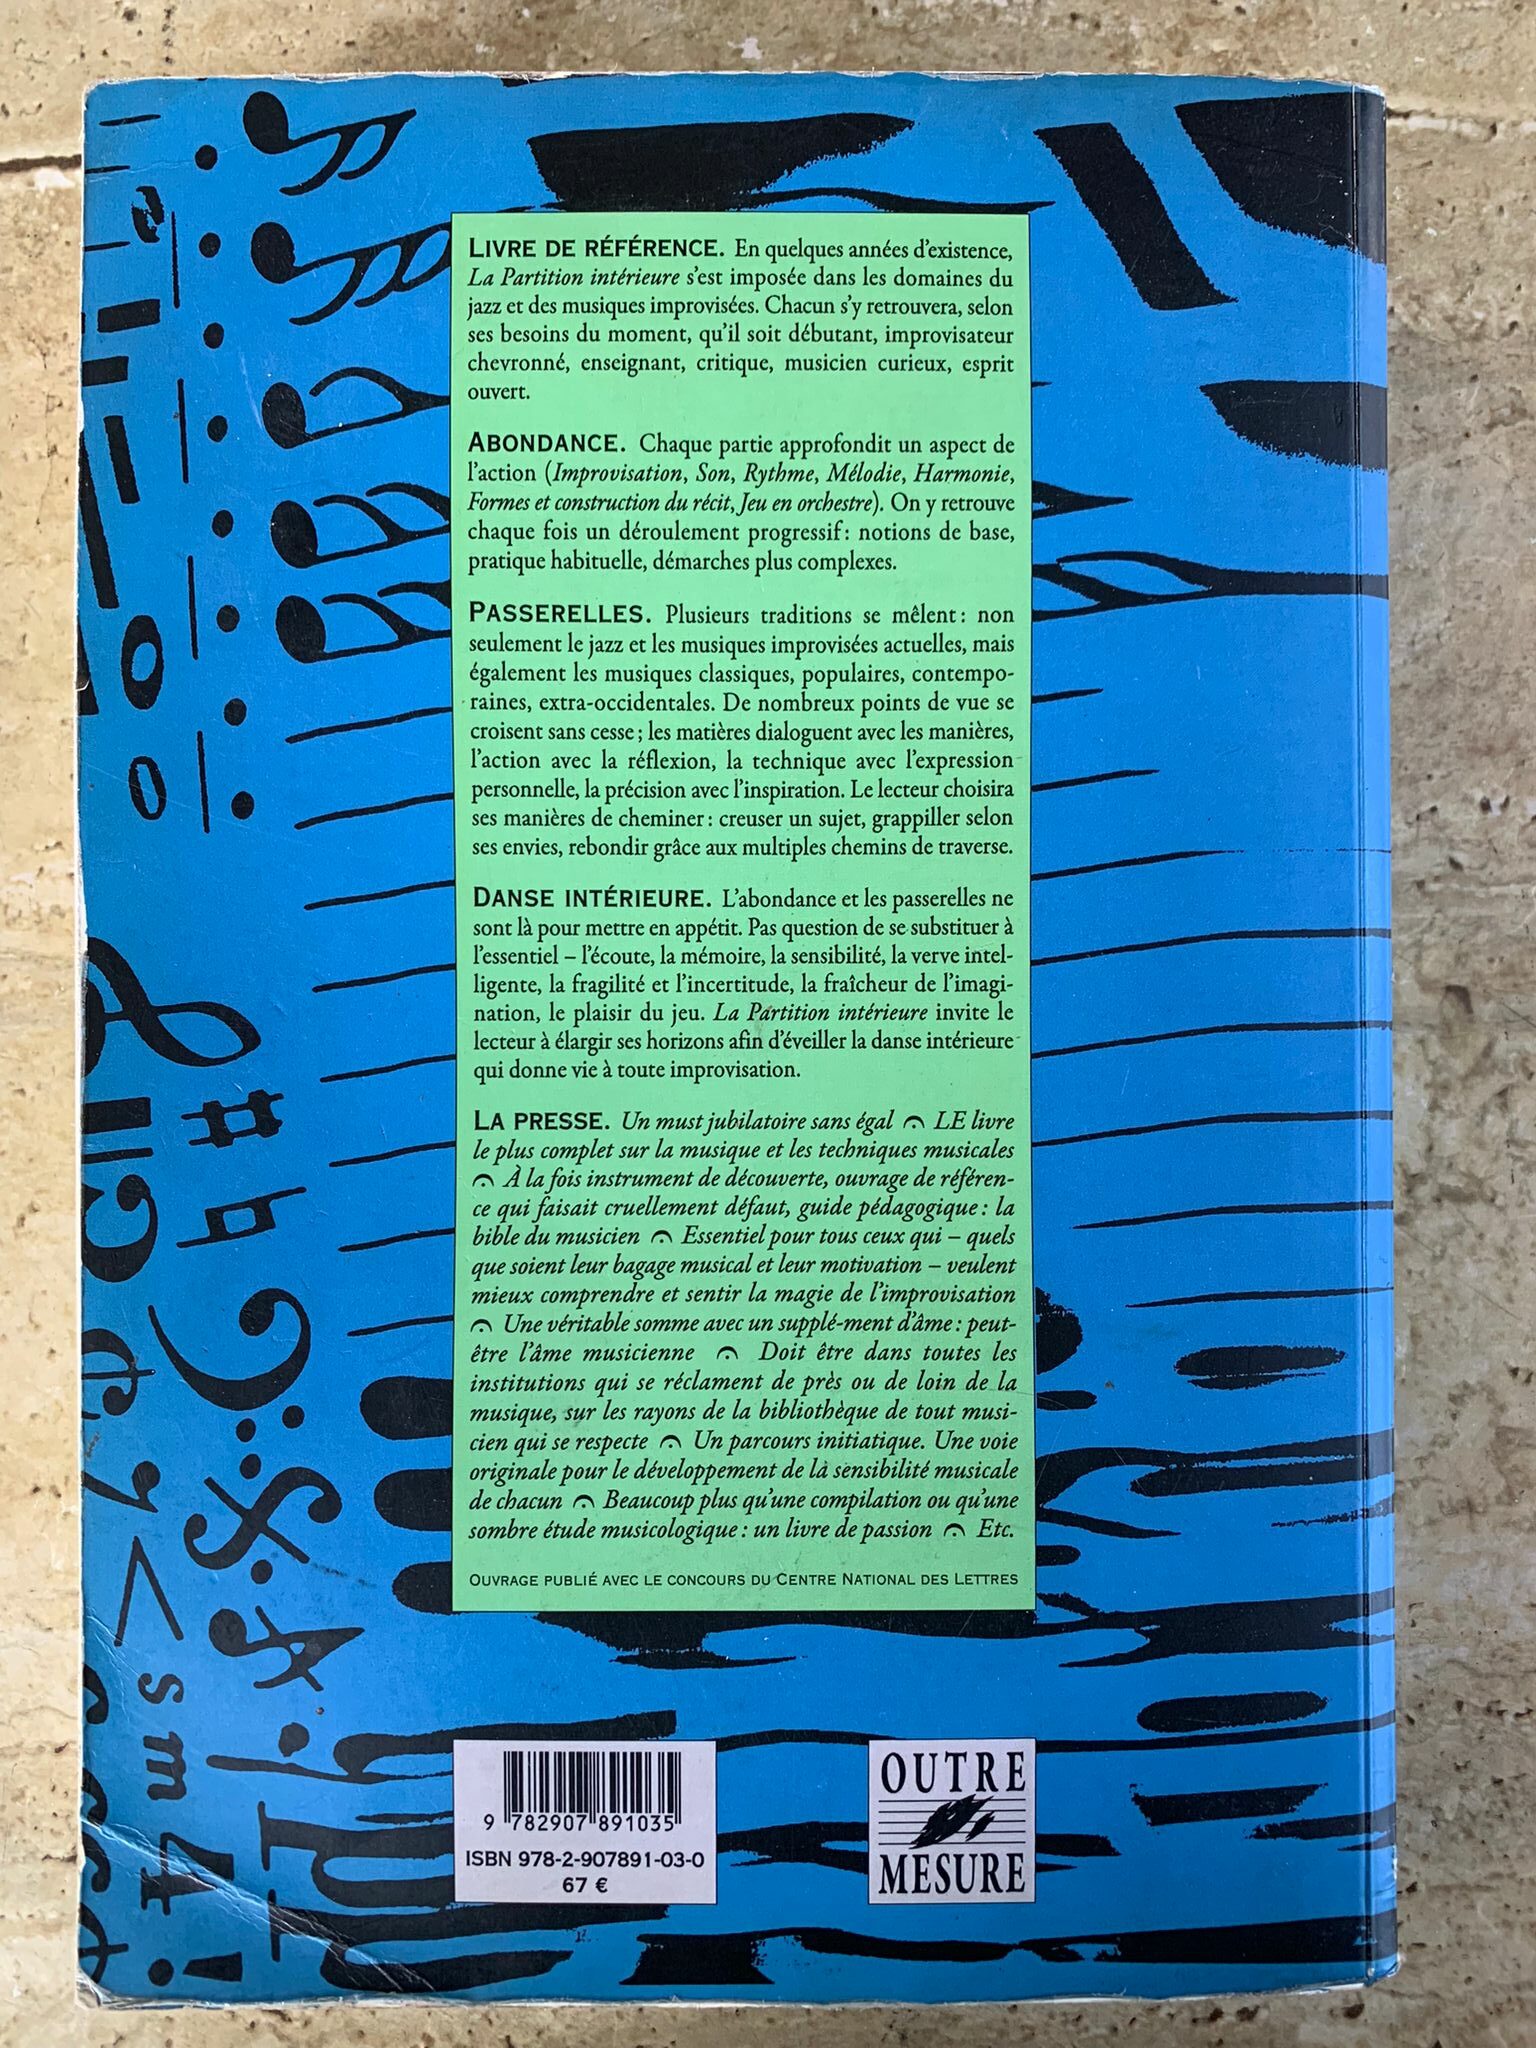 LIVRE DE RÉFÉRENCE. En quelques années d'existence,
La Partition intérieure s'est imposée dans les domaines du
jazz et des musiques improvisées. Chacun s'y retrouvera, selon
ses besoins du moment, qu'il soit débutant, improvisateur
chevronné, enseignant, critique, musicien curieux, esprit
ouvert.
ABONDANCE. Chaque partie approfondit un aspect de
l'action (Improvisation, Son, Rythme, Mélodie, Harmonie,
Formes et construction du récit, Jeu en orchestre). On y retrouve
chaque fois un déroulement progressif : notions de base,
pratique habituelle, démarches plus complexes.
PASSERELLES. Plusieurs traditions se mêlent : non
seulement le jazz et les musiques improvisées actuelles, mais
également les musiques classiques, populaires, contempo-
raines, extra-occidentales. De nombreux points de vue se
croisent sans cesse ; les matières dialoguent avec les manières,
l'action avec la réflexion, la technique avec l'expression
personnelle, la précision avec l'inspiration. Le lecteur choisira
ses manières de cheminer : creuser un sujet, grappiller selon
ses envies, rebondir grâce aux multiples chemins de traverse.
DANSE INTÉRIEURE. L'abondance et les passerelles ne
sont là pour mettre en appétit. Pas question de se substituer à
l'essentiel – l'écoute, la mémoire, la sensibilité, la verve intel-
ligente, la fragilité et l'incertitude, la fraîcheur de l'imagi-
nation, le plaisir du jeu. La Partition intérieure invite le
lecteur à élargir ses horizons afin d'éveiller la danse intérieure
qui donne vie à toute improvisation.
LA PRESSE. Un must jubilatoire sans égal 𝄐 LE livre
le plus complet sur la musique et les techniques musicales
𝄐 À la fois instrument de découverte, ouvrage de référen-
ce qui faisait cruellement défaut, guide pédagogique : la
bible du musicien 𝄐 Essentiel pour tous ceux qui – quels
que soient leur bagage musical et leur motivation – veulent
mieux comprendre et sentir la magie de l'improvisation
𝄐 Une véritable somme avec un supplé-ment d'âme : peut-
être l'âme musicienne 𝄐 Doit être dans toutes les
institutions qui se réclament de près ou de loin de la
musique, sur les rayons de la bibliothèque de tout musi-
cien qui se respecte 𝄐 Un parcours initiatique. Une voie
originale pour le développement de la sensibilité musicale
de chacun 𝄐 Beaucoup plus qu'une compilation ou qu'une
sombre étude musicologique : un livre de passion 𝄐 Etc.
OUVRAGE PUBLIÉ AVEC LE CONCOURS DU CENTRE NATIONAL DES LETTRES
9 782907 891035
ISBN 978-2-907891-03-0
67 €
OUTRE
MESURE